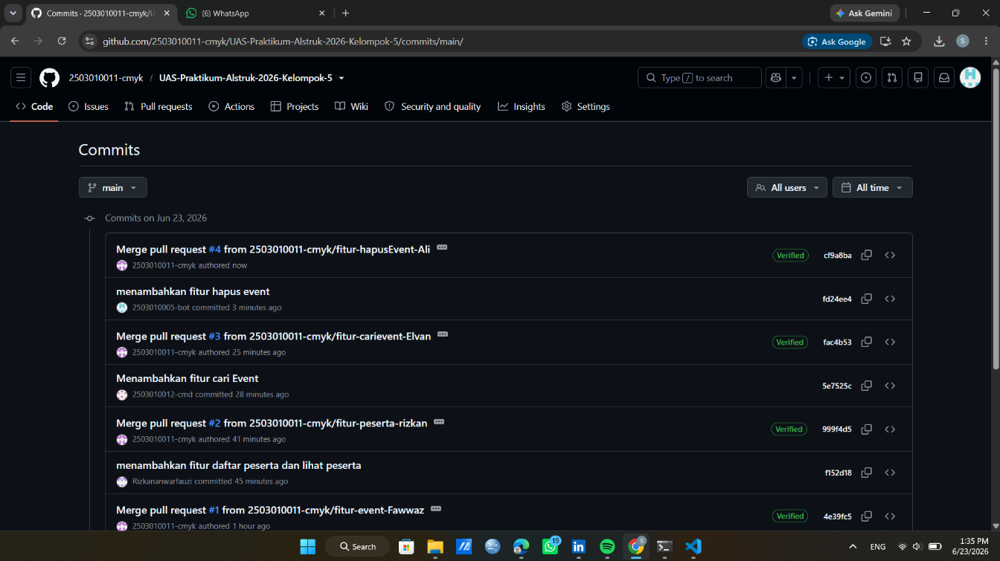 Commits · 2503010011-cmyk/U
(6) WhatsApp
Ask Gemini
github.com/2503010011-cmyk/UAS-Praktikum-Alstruk-2026-Kelompok-5/commits/main/
Ask Google
S
2503010011-cmyk / UAS-Praktikum-Alstruk-2026-Kelompok-5
Type / to search
Code
Issues
Pull requests
Actions
Projects
Wiki
Security and quality
Insights
Settings
Commits
main
All users
All time
Commits on Jun 23, 2026
Merge pull request #4 from 2503010011-cmyk/fitur-hapusEvent-Ali
2503010011-cmyk authored now
Verified
cf9a8ba
menambahkan fitur hapus event
2503010005-bot committed 3 minutes ago
fd24ee4
Merge pull request #3 from 2503010011-cmyk/fitur-carievent-Elvan
2503010011-cmyk authored 25 minutes ago
Verified
fac4b53
Menambahkan fitur cari Event
2503010012-cmd committed 28 minutes ago
5e7525c
Merge pull request #2 from 2503010011-cmyk/fitur-peserta-rizkan
2503010011-cmyk authored 41 minutes ago
Verified
999f4d5
menambahkan fitur daftar peserta dan lihat peserta
Rizkananwarfauzi committed 45 minutes ago
f152d18
Merge pull request #1 from 2503010011-cmyk/fitur-event-Fawwaz
2503010011-cmyk authored 1 hour ago
Verified
4e39fc5
Search
19
in
S
ENG
1:35 PM
6/23/2026